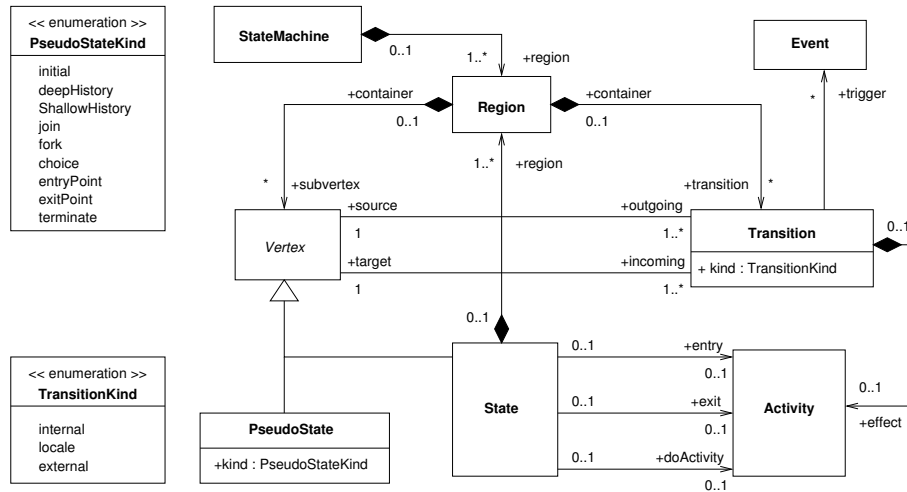 << enumeration >>
PseudoStateKind
initial
deepHistory
ShallowHistory
join
fork
choice
entryPoint
exitPoint
terminate
StateMachine
0..1
1..*
+region
Event
+trigger
*
+container
0..1
Region
+container
0..1
1..*
+region
*
+subvertex
+transition
*
Vertex
+source
1
+outgoing
1..*
+target
1
+incoming
1..*
Transition
+ kind : TransitionKind
0..1
0..1
<< enumeration >>
TransitionKind
internal
locale
external
PseudoState
+kind : PseudoStateKind
State
0..1
+entry
0..1
0..1
+exit
0..1
0..1
+doActivity
0..1
Activity
0..1
+effect